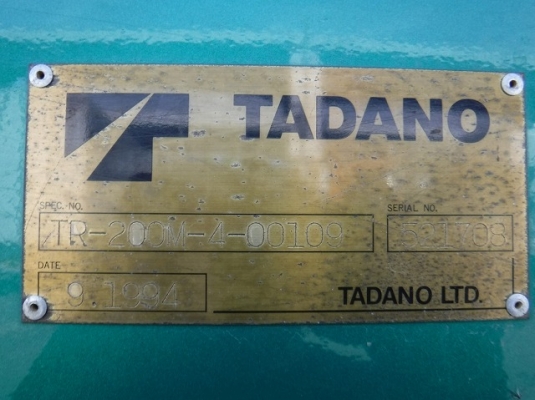 TADANO
SPEC. NO. SERIAL NO.
TR-200M-4-00109
DATE
9.1994 TADANO LTD.